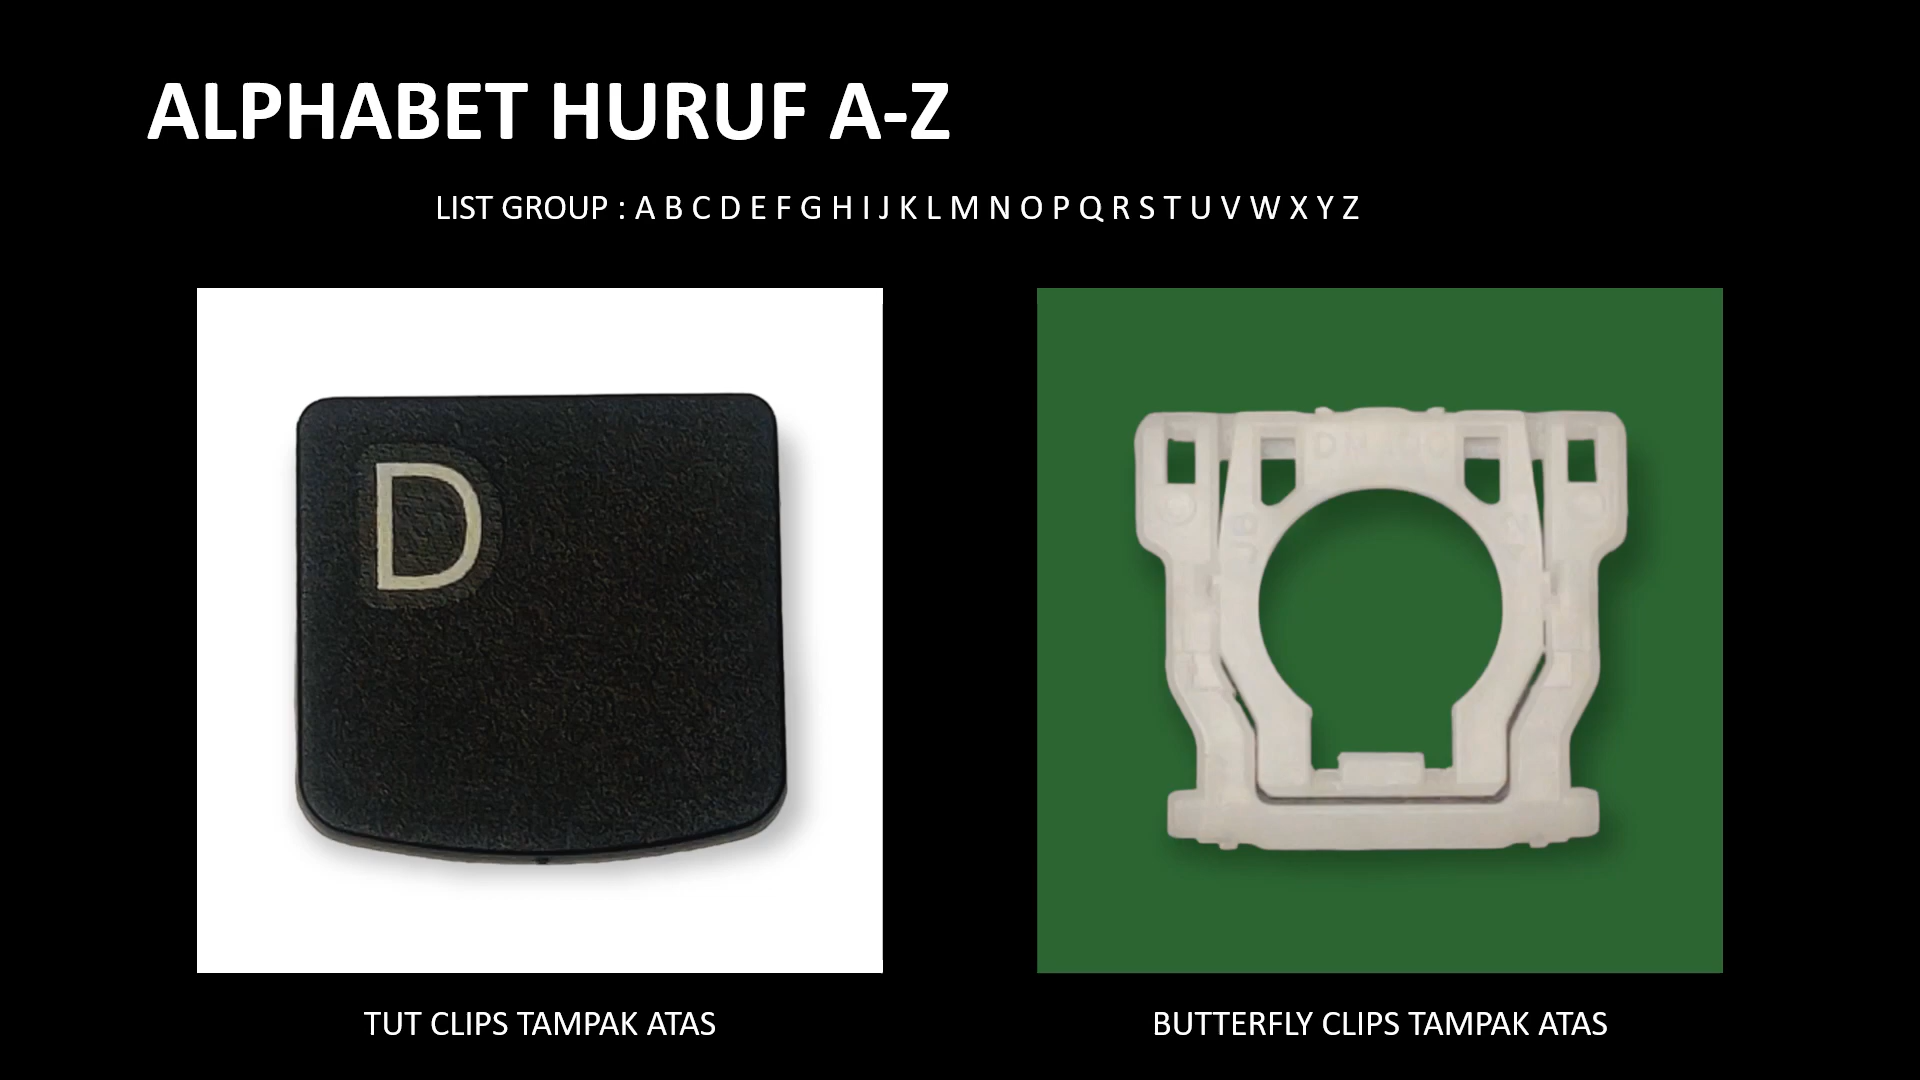 ALPHABET HURUF A-Z
LIST GROUP : A B C D E F G H I J K L M N O P Q R S T U V W X Y Z
D
TUT CLIPS TAMPAK ATAS
BUTTERFLY CLIPS TAMPAK ATAS